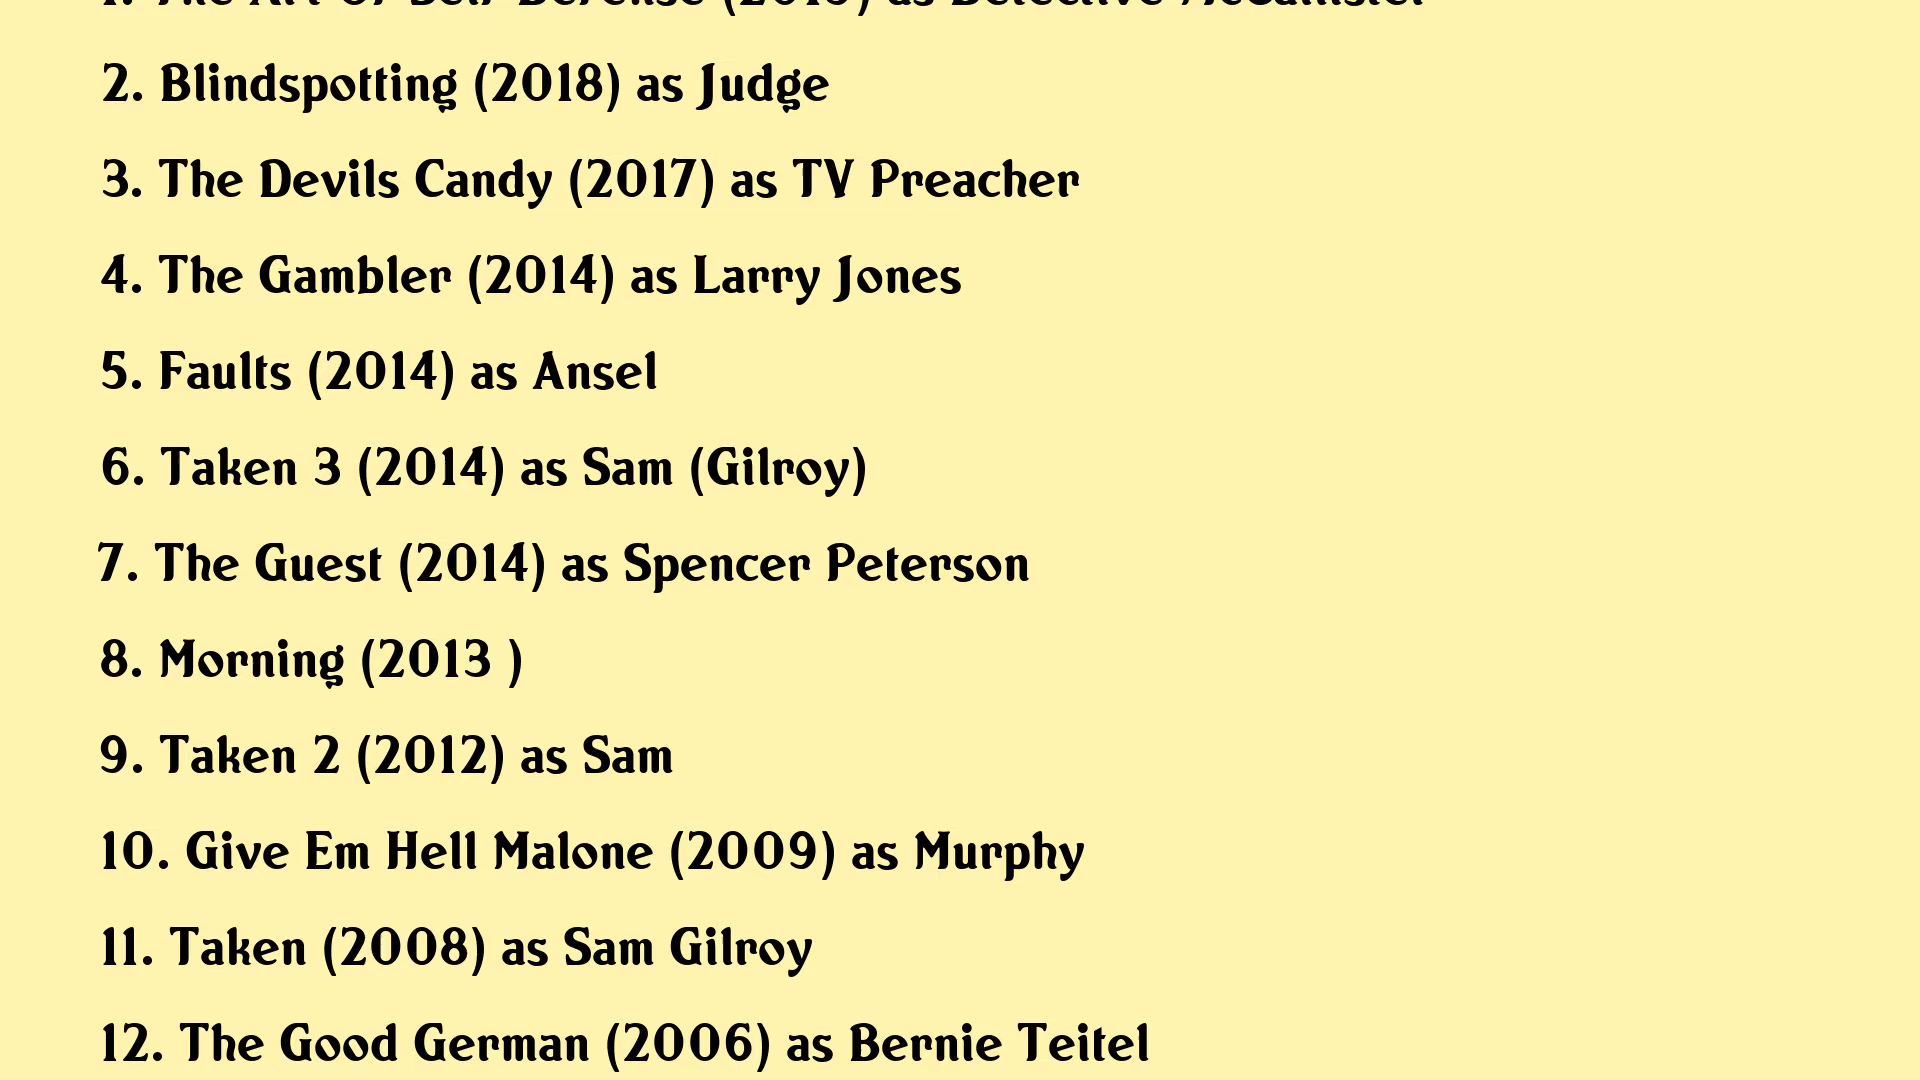 2. Blindspotting (2018) as Judge
3. The Devils Candy (2017) as TV Preacher
4. The Gambler (2014) as Larry Jones
5. Faults (2014) as Ansel
6. Taken 3 (2014) as Sam (Gilroy)
7. The Guest (2014) as Spencer Peterson
8. Morning (2013 )
9. Taken 2 (2012) as Sam
10. Give Em Hell Malone (2009) as Murphy
11. Taken (2008) as Sam Gilroy
12. The Good German (2006) as Bernie Teitel